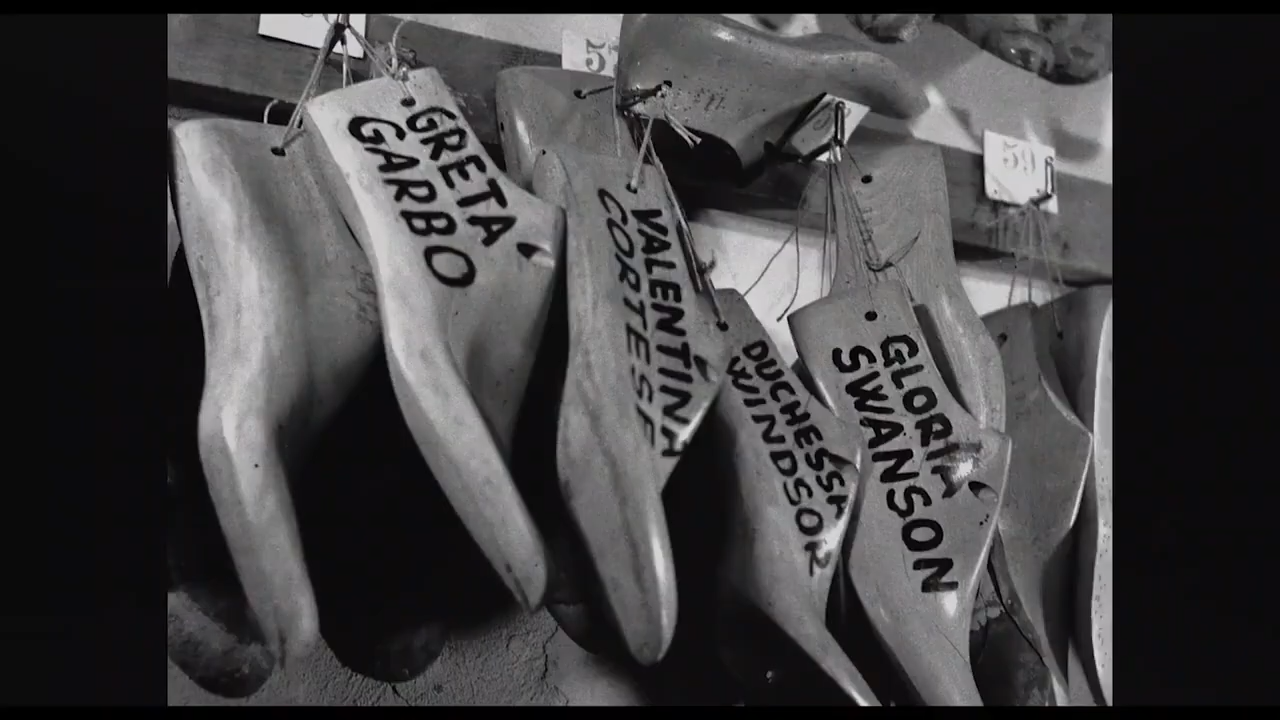 GRETA
GARBO
VALENTINA
CORTESE
DUCHESSA
WINDSOR
GLORIA
SWANSON
59